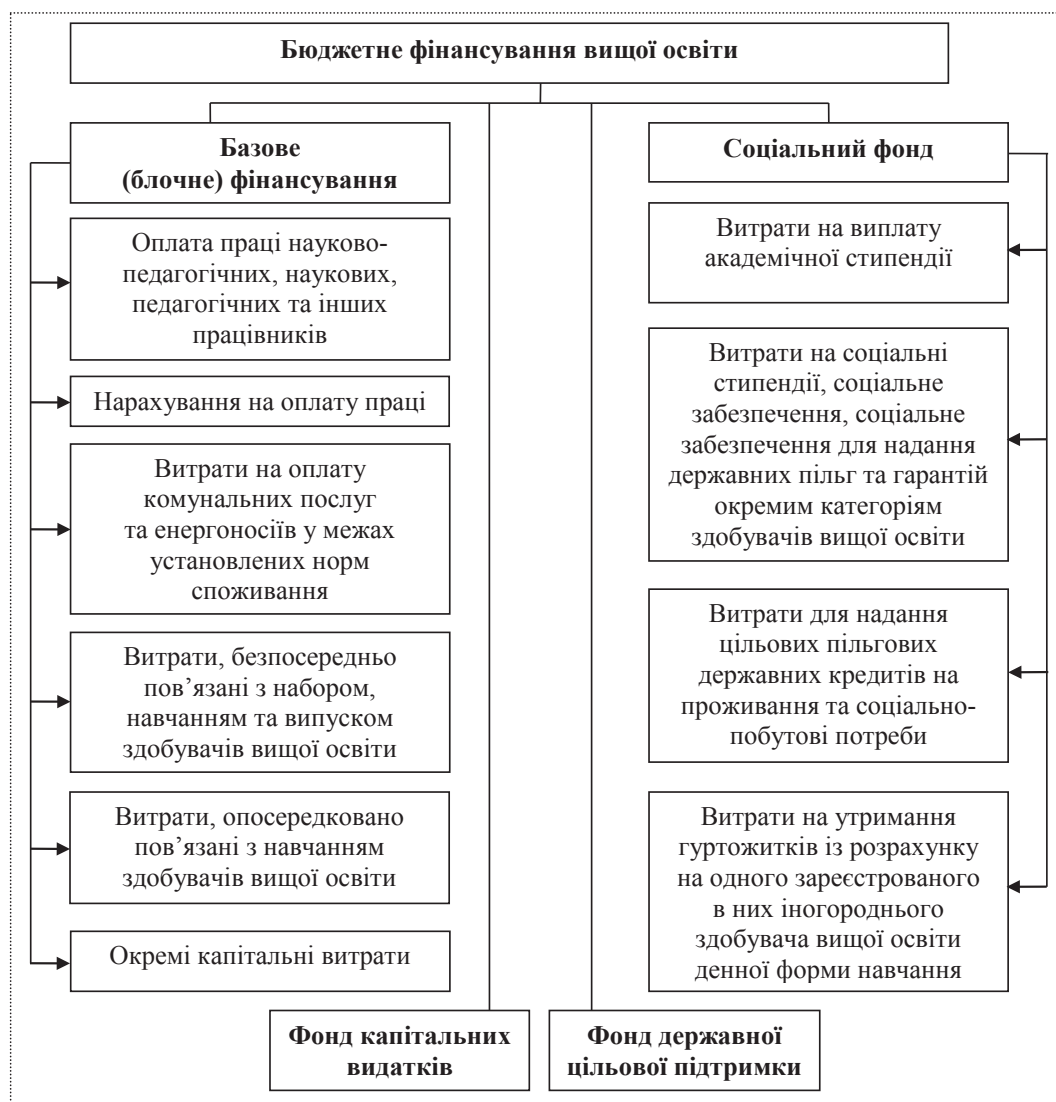 Бюджетне фінансування вищої освіти
Базове
(блочне) фінансування
Оплата праці науково-
педагогічних, наукових,
педагогічних та інших
працівників
Нарахування на оплату праці
Витрати на оплату
комунальних послуг
та енергоносіїв у межах
установлених норм
споживання
Витрати, безпосередньо
пов’язані з набором,
навчанням та випуском
здобувачів вищої освіти
Витрати, опосередковано
пов’язані з навчанням
здобувачів вищої освіти
Окремі капітальні витрати
Соціальний фонд
Витрати на виплату
академічної стипендії
Витрати на соціальні
стипендії, соціальне
забезпечення, соціальне
забезпечення для надання
державних пільг та гарантій
окремим категоріям
здобувачів вищої освіти
Витрати для надання
цільових пільгових
державних кредитів на
проживання та соціально-
побутові потреби
Витрати на утримання
гуртожитків із розрахунку
на одного зареєстрованого
в них іногороднього
здобувача вищої освіти
денної форми навчання
Фонд капітальних
видатків
Фонд державної
цільової підтримки